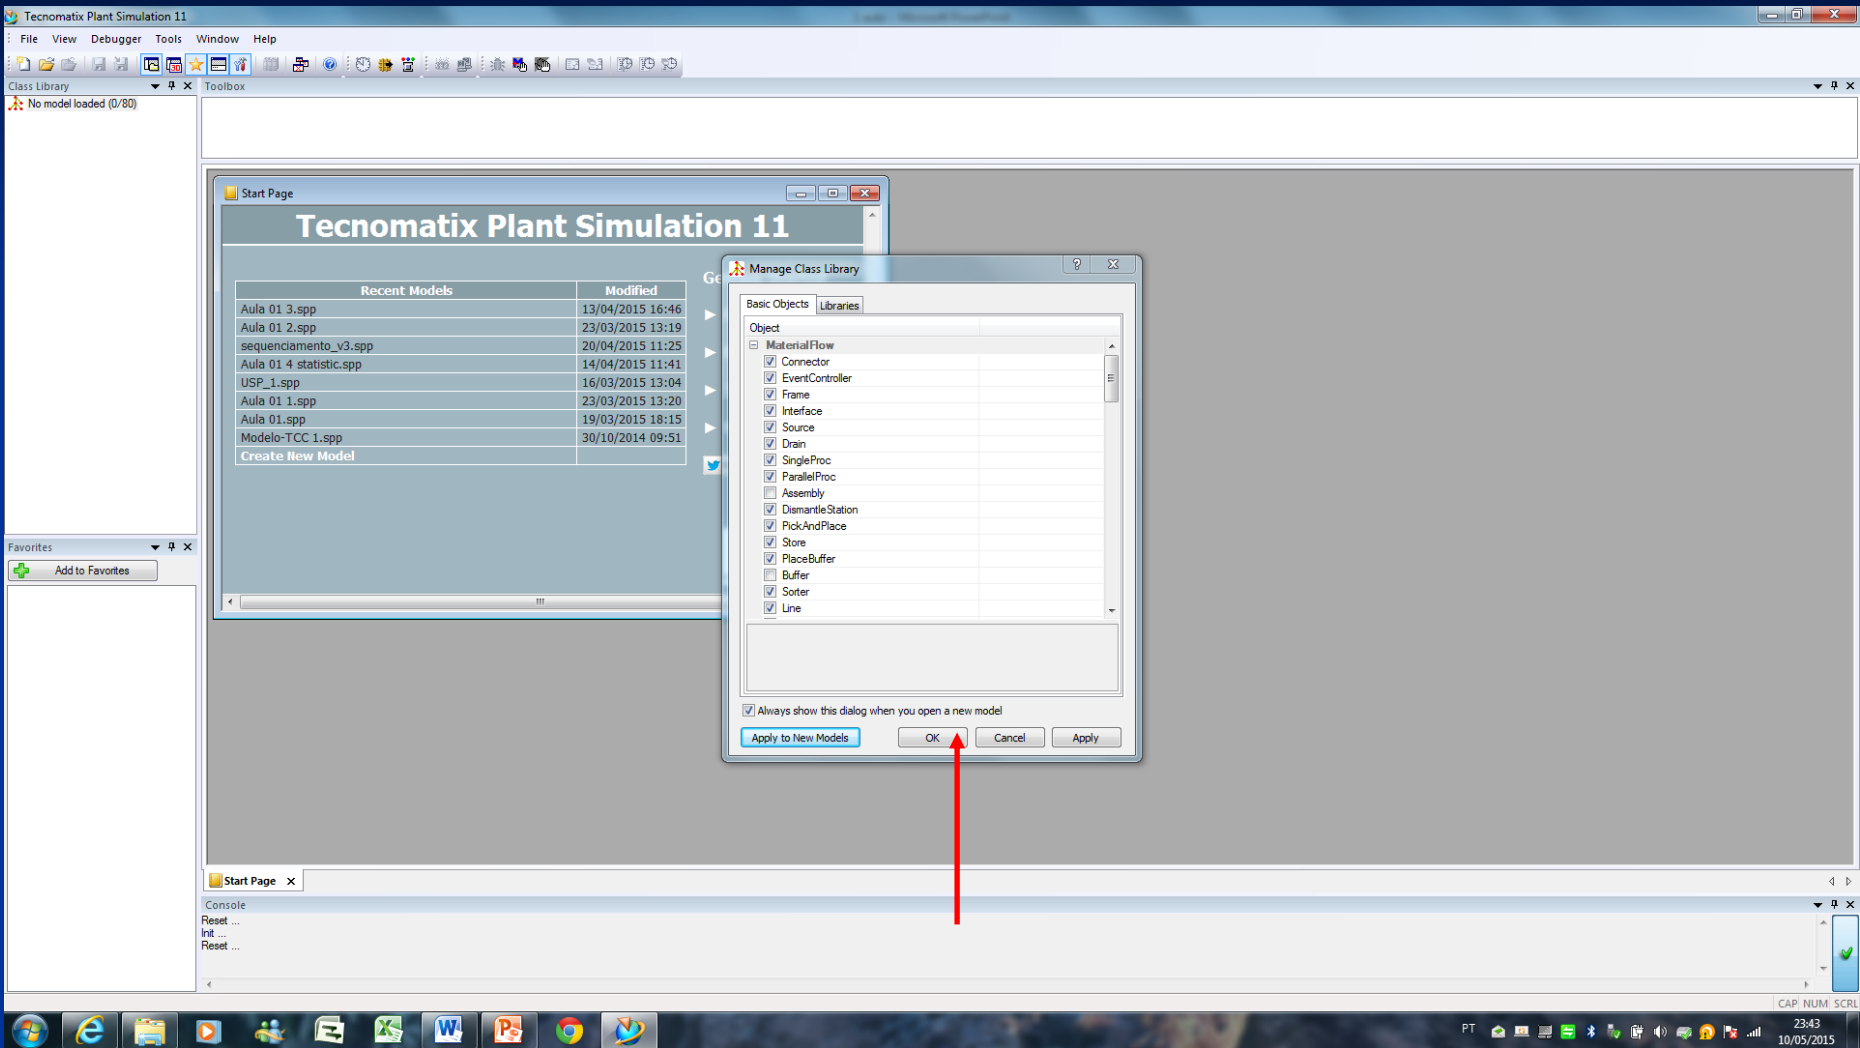 Tecnomatix Plant Simulation 11
File View Debugger Tools Window Help
Class Library
No model loaded (0/80)
Toolbox
Start Page
Tecnomatix Plant Simulation 11
Recent Models Modified
Aula 01 3.spp 13/04/2015 16:46
Aula 01 2.spp 23/03/2015 13:19
sequenciamento_v3.spp 20/04/2015 11:25
Aula 01 4 statistic.spp 14/04/2015 11:41
USP_1.spp 16/03/2015 13:04
Aula 01 1.spp 23/03/2015 13:20
Aula 01.spp 19/03/2015 18:15
Modelo-TCC 1.spp 30/10/2014 09:51
Create New Model
Ge
Manage Class Library
Basic Objects Libraries
Object
MaterialFlow
Connector
EventController
Frame
Interface
Source
Drain
SingleProc
ParallelProc
Assembly
DismantleStation
PickAndPlace
Store
PlaceBuffer
Buffer
Sorter
Line
Always show this dialog when you open a new model
Apply to New Models OK Cancel Apply
Favorites
Add to Favorites
Start Page
Console
Reset ...
Init ...
Reset ...
CAP NUM SCRL
PT
23:43
10/05/2015